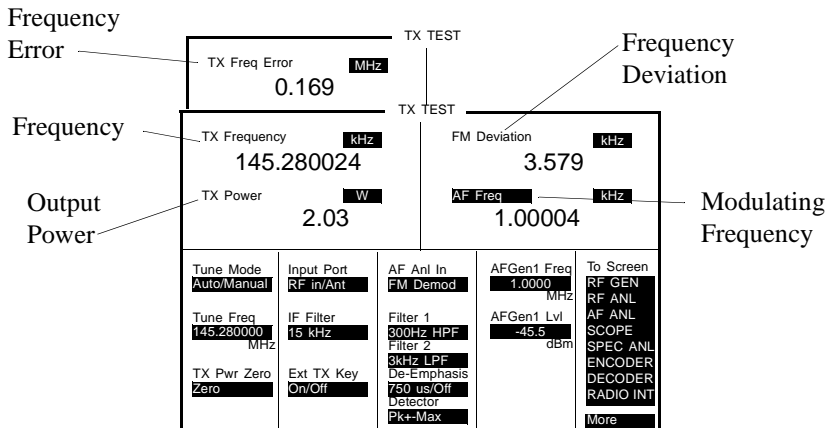 Frequency
Error
TX TEST
TX Freq Error
MHz
0.169
Frequency
Deviation
TX TEST
Frequency
TX Frequency
kHz
145.280024
FM Deviation
kHz
3.579
Output
Power
TX Power
W
2.03
AF Freq
kHz
1.00004
Modulating
Frequency
Tune Mode
Auto/Manual
Tune Freq
145.280000
MHz
TX Pwr Zero
Zero
Input Port
RF in/Ant
IF Filter
15 kHz
Ext TX Key
On/Off
AF Anl In
FM Demod
Filter 1
300Hz HPF
Filter 2
3kHz LPF
De-Emphasis
750 us/Off
Detector
Pk+-Max
AFGen1 Freq
1.0000
MHz
AFGen1 Lvl
-45.5
dBm
To Screen
RF GEN
RF ANL
AF ANL
SCOPE
SPEC ANL
ENCODER
DECODER
RADIO INT
More